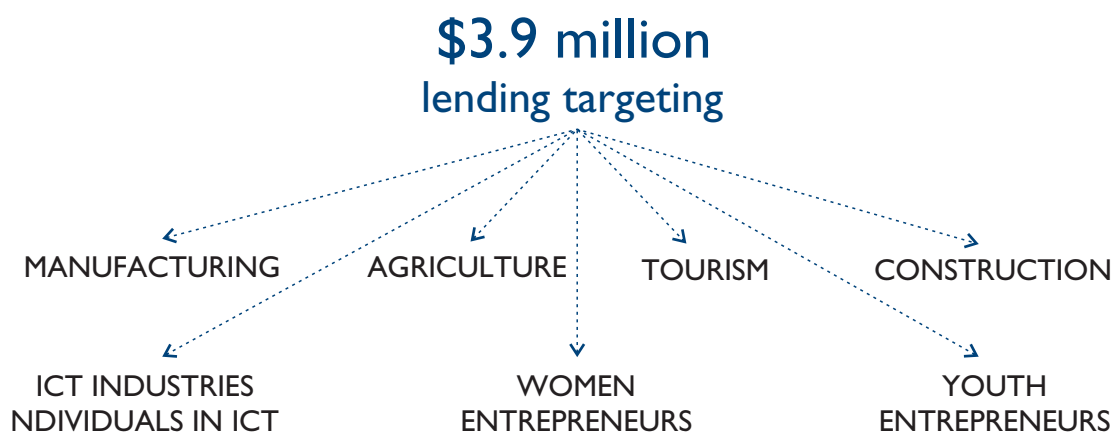 $3.9 million
lending targeting
MANUFACTURING
AGRICULTURE
TOURISM
CONSTRUCTION
ICT INDUSTRIES
NDIVIDUALS IN ICT
WOMEN
ENTREPRENEURS
YOUTH
ENTREPRENEURS